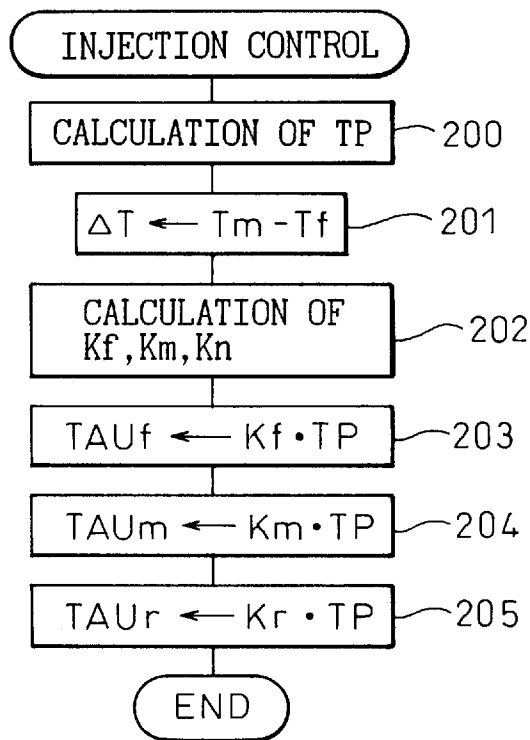 INJECTION CONTROL
CALCULATION OF TP
200
△T ← Tm-Tf
201
CALCULATION OF
Kf,Km,Kn
202
TAUf ← Kf・TP
203
TAUm ← Km・TP
204
TAUr ← Kr・TP
205
END